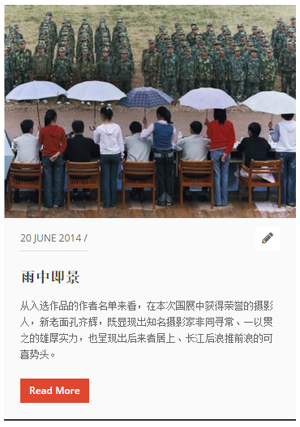 20 JUNE 2014 /
雨中即景
从入选作品的作者名单来看，在本次国展中获得荣誉的摄影
人，新老面孔齐辉，既显现出知名摄影家非同寻常、一以贯
之的雄厚实力，也呈现出后来者居上、长江后浪推前浪的可
喜势头。
Read More